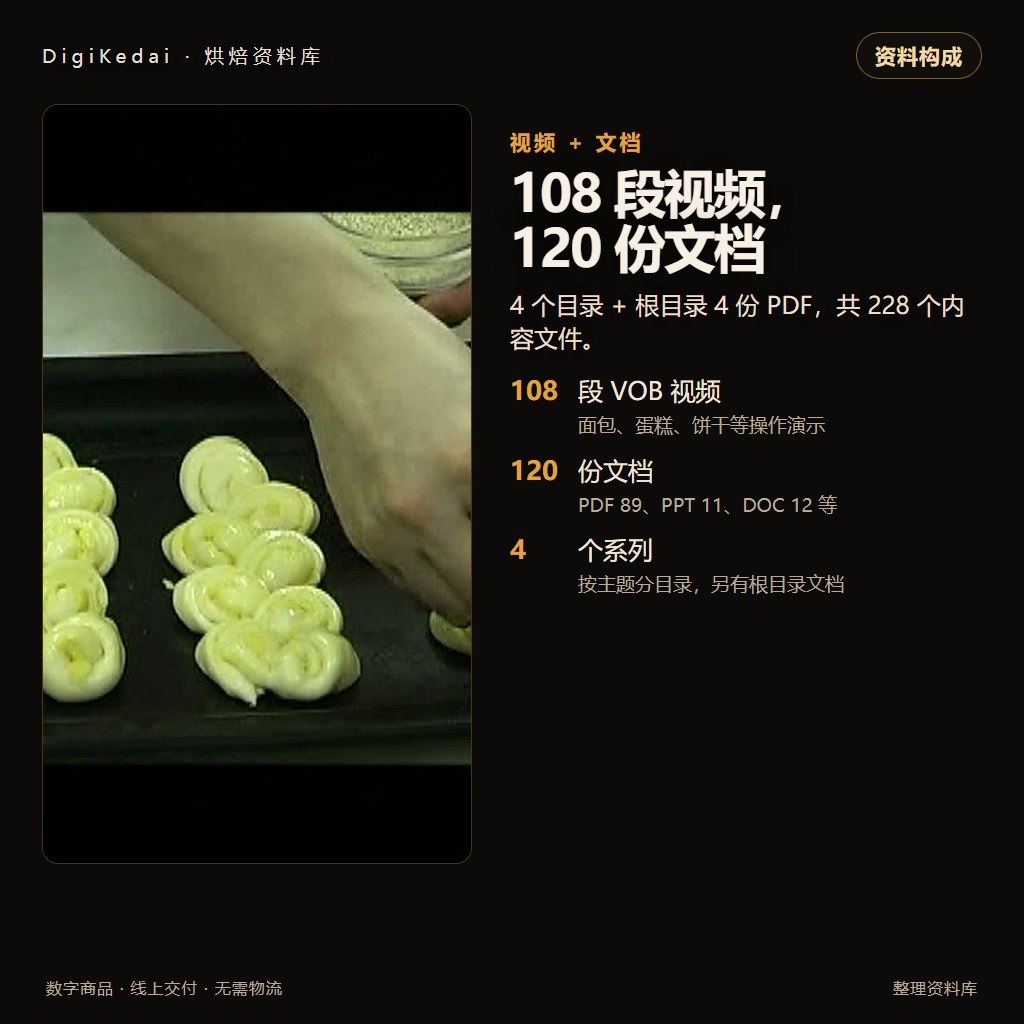 DigiKedai · 烘焙资料库
资料构成
视频 + 文档
108 段视频，
120 份文档
4 个目录 + 根目录 4 份 PDF，共 228 个内
容文件。
108 段 VOB 视频
面包、蛋糕、饼干等操作演示
120 份文档
PDF 89、PPT 11、DOC 12 等
4 个系列
按主题分目录，另有根目录文档
数字商品 · 线上交付 · 无需物流
整理资料库